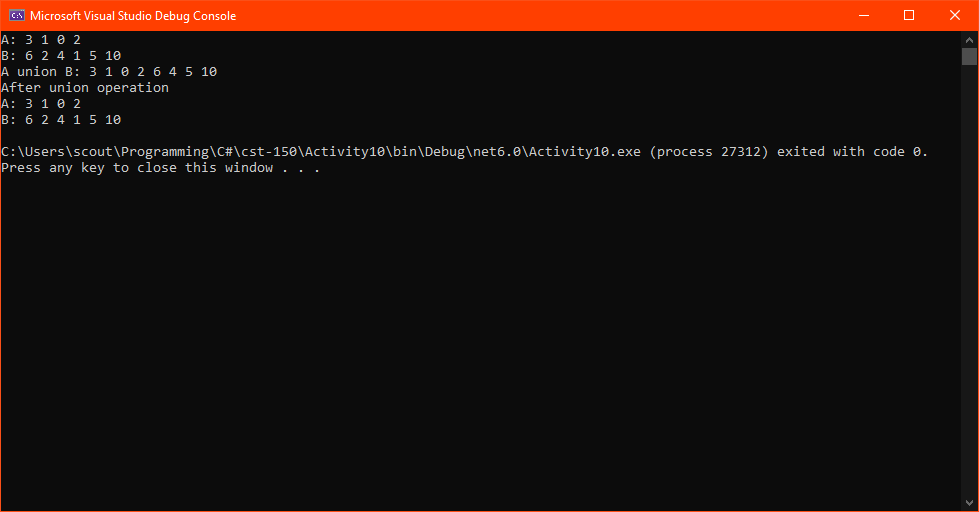 Microsoft Visual Studio Debug Console
A: 3 1 0 2
B: 6 2 4 1 5 10
A union B: 3 1 0 2 6 4 5 10
After union operation
A: 3 1 0 2
B: 6 2 4 1 5 10
C:\Users\scout\Programming\C#\cst-150\Activity10\bin\Debug\net6.0\Activity10.exe (process 27312) exited with code 0.
Press any key to close this window . . .